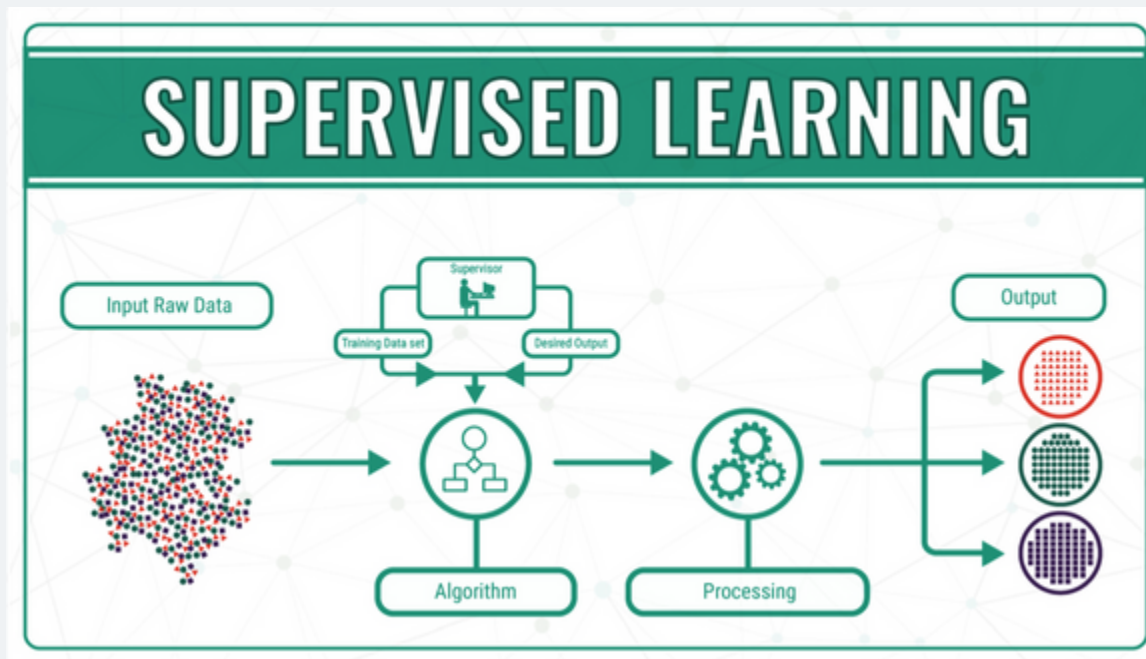 SUPERVISED LEARNING
Input Raw Data
Supervisor
Training Data set
Desired Output
Algorithm
Processing
Output